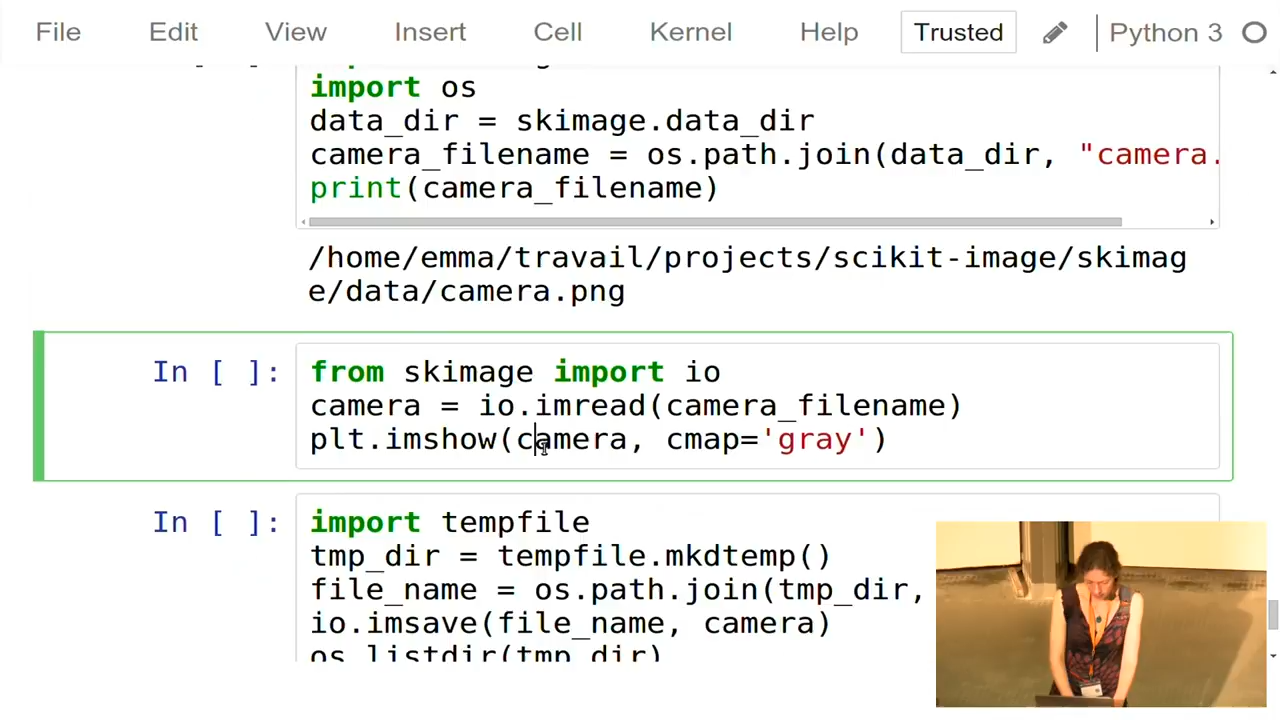 File Edit View Insert Cell Kernel Help Trusted Python 3
import os
data_dir = skimage.data_dir
camera_filename = os.path.join(data_dir, "camera.
print(camera_filename)
/home/emma/travail/projects/scikit-image/skimag
e/data/camera.png
In [ ]: from skimage import io
camera = io.imread(camera_filename)
plt.imshow(camera, cmap='gray')
In [ ]: import tempfile
tmp_dir = tempfile.mkdtemp()
file_name = os.path.join(tmp_dir,
io.imsave(file_name, camera)
os.listdir(tmp_dir)